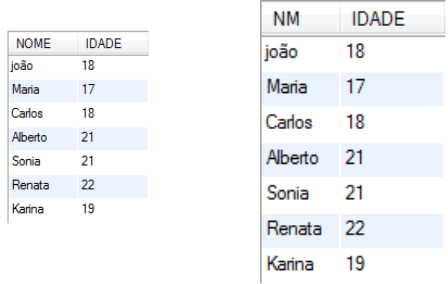 NOME IDADE
joão 18
Maria 17
Carlos 18
Alberto 21
Sonia 21
Renata 22
Karina 19
NM IDADE
joão 18
Maria 17
Carlos 18
Alberto 21
Sonia 21
Renata 22
Karina 19